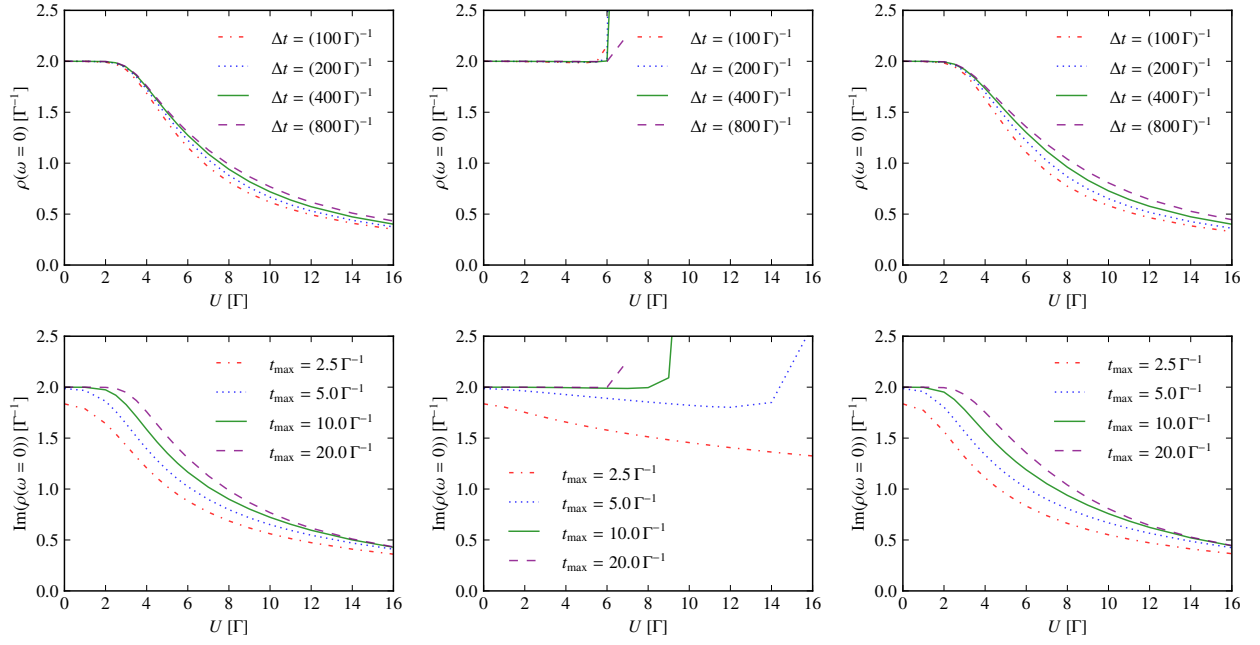 2.5
2.0
1.5
1.0
0.5
0.0
ρ(ω = 0) [Γ⁻¹]
Δt = (100 Γ)⁻¹
Δt = (200 Γ)⁻¹
Δt = (400 Γ)⁻¹
Δt = (800 Γ)⁻¹
0 2 4 6 8 10 12 14 16
U [Γ]
2.5
2.0
1.5
1.0
0.5
0.0
ρ(ω = 0) [Γ⁻¹]
Δt = (100 Γ)⁻¹
Δt = (200 Γ)⁻¹
Δt = (400 Γ)⁻¹
Δt = (800 Γ)⁻¹
0 2 4 6 8 10 12 14 16
U [Γ]
2.5
2.0
1.5
1.0
0.5
0.0
ρ(ω = 0) [Γ⁻¹]
Δt = (100 Γ)⁻¹
Δt = (200 Γ)⁻¹
Δt = (400 Γ)⁻¹
Δt = (800 Γ)⁻¹
0 2 4 6 8 10 12 14 16
U [Γ]
2.5
2.0
1.5
1.0
0.5
0.0
Im(ρ(ω = 0)) [Γ⁻¹]
t_max = 2.5 Γ⁻¹
t_max = 5.0 Γ⁻¹
t_max = 10.0 Γ⁻¹
t_max = 20.0 Γ⁻¹
0 2 4 6 8 10 12 14 16
U [Γ]
2.5
2.0
1.5
1.0
0.5
0.0
Im(ρ(ω = 0)) [Γ⁻¹]
t_max = 2.5 Γ⁻¹
t_max = 5.0 Γ⁻¹
t_max = 10.0 Γ⁻¹
t_max = 20.0 Γ⁻¹
0 2 4 6 8 10 12 14 16
U [Γ]
2.5
2.0
1.5
1.0
0.5
0.0
Im(ρ(ω = 0)) [Γ⁻¹]
t_max = 2.5 Γ⁻¹
t_max = 5.0 Γ⁻¹
t_max = 10.0 Γ⁻¹
t_max = 20.0 Γ⁻¹
0 2 4 6 8 10 12 14 16
U [Γ]